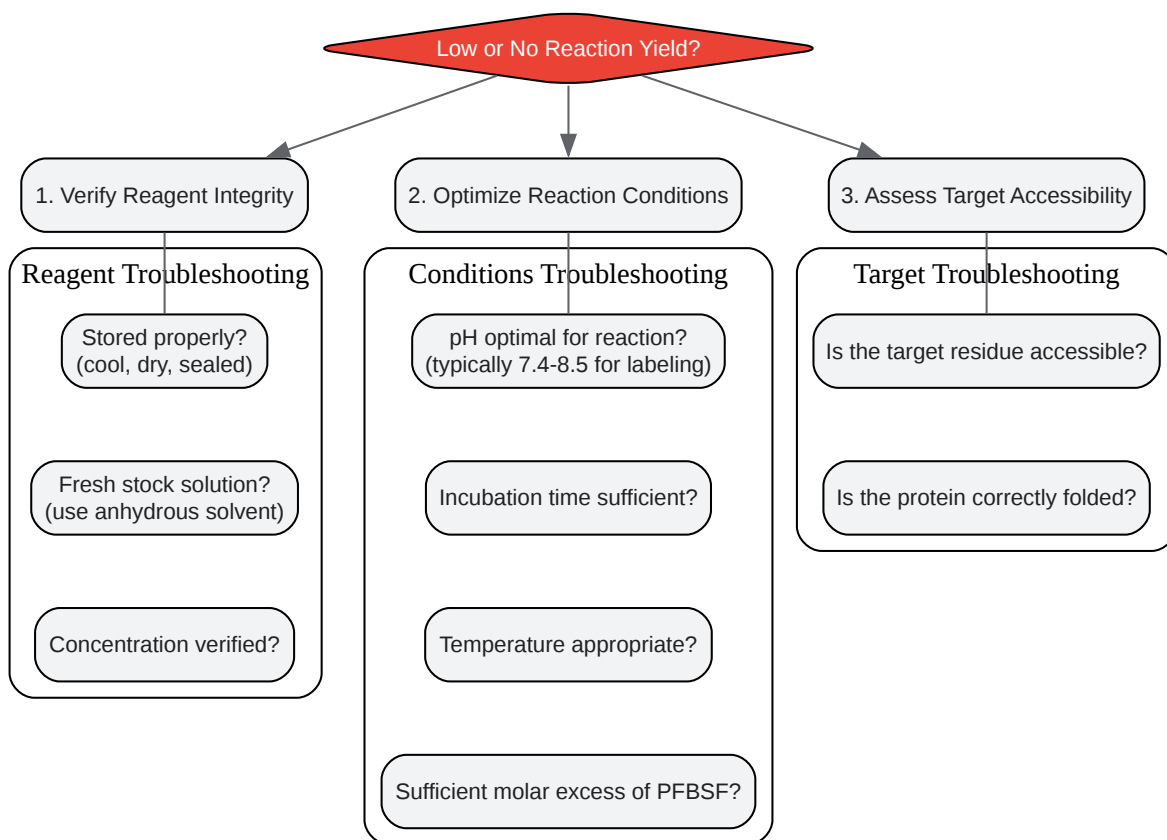 Low or No Reaction Yield?
1. Verify Reagent Integrity
2. Optimize Reaction Conditions
3. Assess Target Accessibility
Reagent Troubleshooting
Stored properly?
(cool, dry, sealed)
Fresh stock solution?
(use anhydrous solvent)
Concentration verified?
Conditions Troubleshooting
pH optimal for reaction?
(typically 7.4-8.5 for labeling)
Incubation time sufficient?
Temperature appropriate?
Sufficient molar excess of PFBSF?
Target Troubleshooting
Is the target residue accessible?
Is the protein correctly folded?